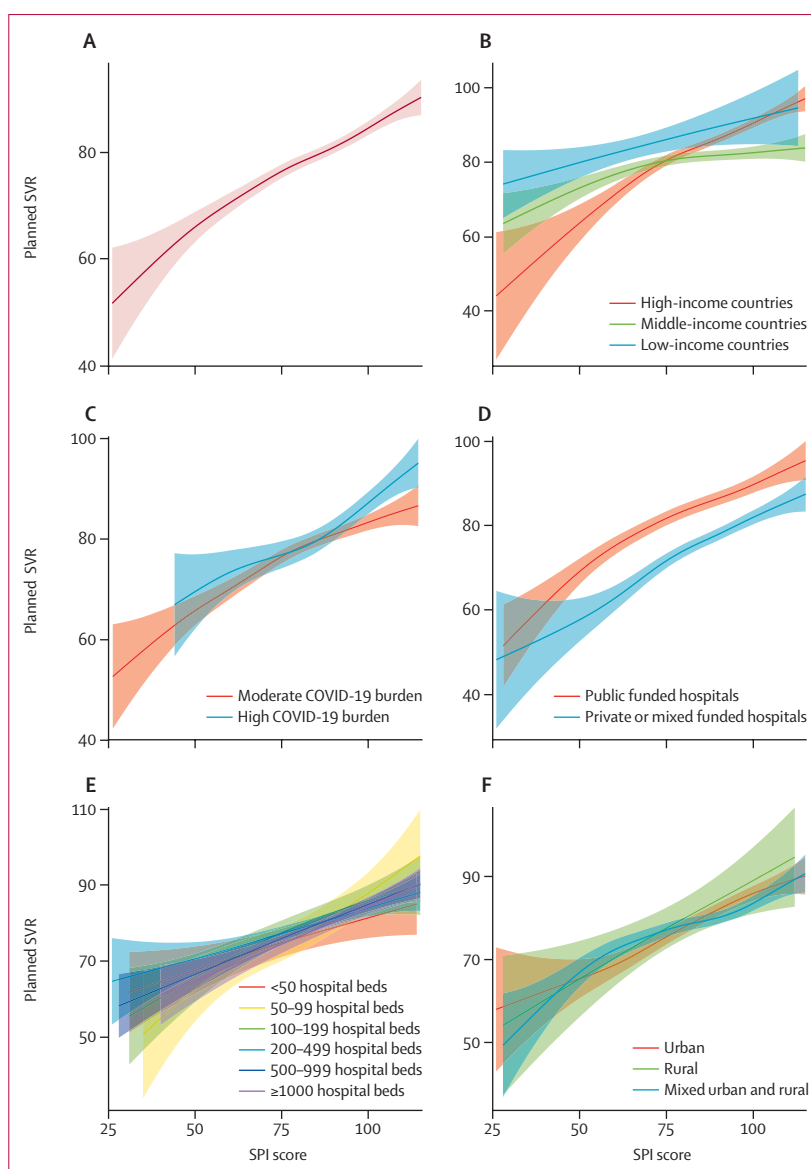 A
Planned SVR
80
60
40
B
100
80
60
40
High-income countries
Middle-income countries
Low-income countries
C
Planned SVR
100
80
60
40
Moderate COVID-19 burden
High COVID-19 burden
D
100
80
60
40
Public funded hospitals
Private or mixed funded hospitals
E
Planned SVR
110
90
70
50
<50 hospital beds
50–99 hospital beds
100–199 hospital beds
200–499 hospital beds
500–999 hospital beds
≥1000 hospital beds
25 50 75 100
SPI score
F
90
70
50
Urban
Rural
Mixed urban and rural
25 50 75 100
SPI score